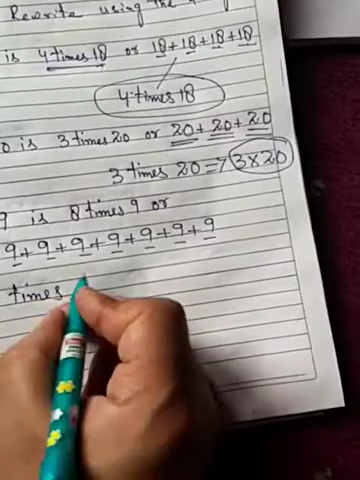 Rewrite using the
is 4 times 18 or 18+18+18+18
4 times 18
is 3 times 20 or 20+20+20
3 times 20 => 3×20
9 is 8 times 9 or
9+9+9+9+9+9+9
times